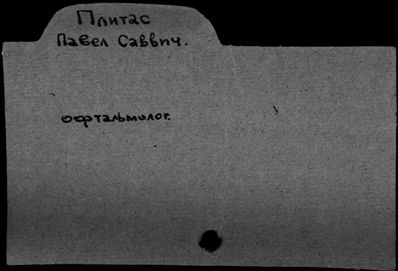 Плитас
Павел Саввич.
офтальмолог.